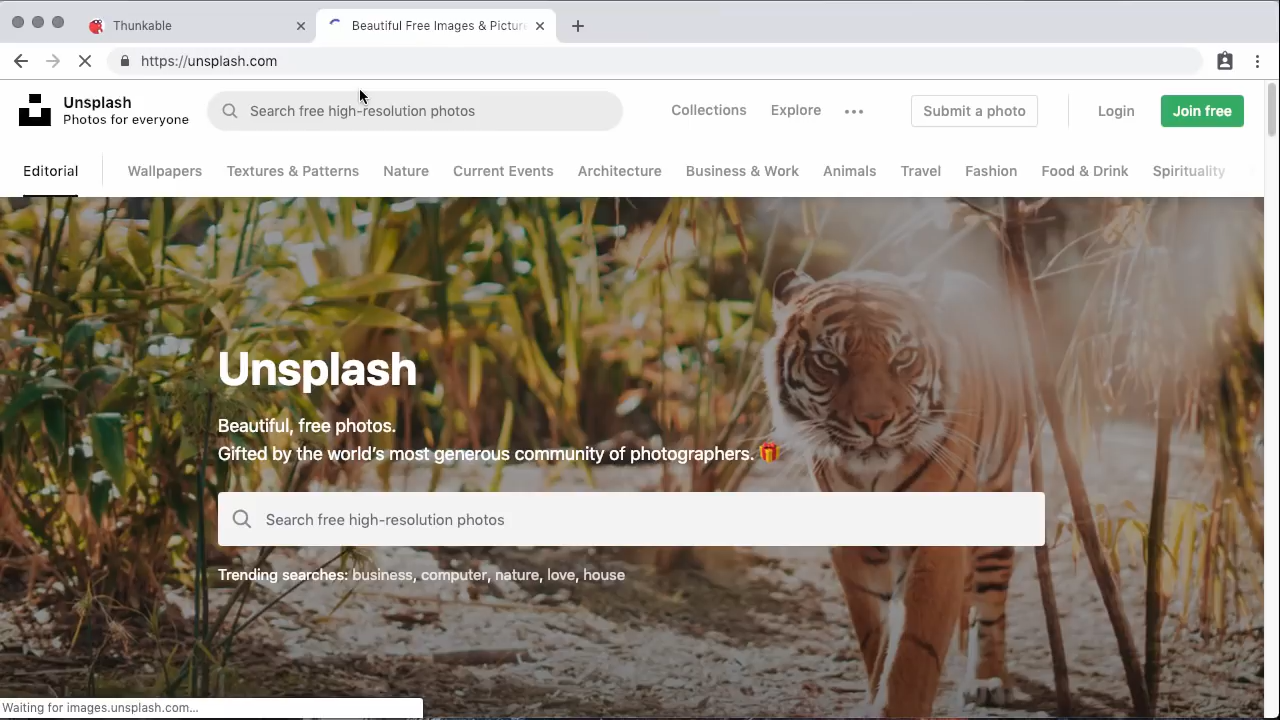 Thunkable
Beautiful Free Images & Pictur
https://unsplash.com
Unsplash
Photos for everyone
Search free high-resolution photos
Collections
Explore
Submit a photo
Login
Join free
Editorial
Wallpapers
Textures & Patterns
Nature
Current Events
Architecture
Business & Work
Animals
Travel
Fashion
Food & Drink
Spirituality
Unsplash
Beautiful, free photos.
Gifted by the world's most generous community of photographers. 🎁
Search free high-resolution photos
Trending searches: business, computer, nature, love, house
Waiting for images.unsplash.com...